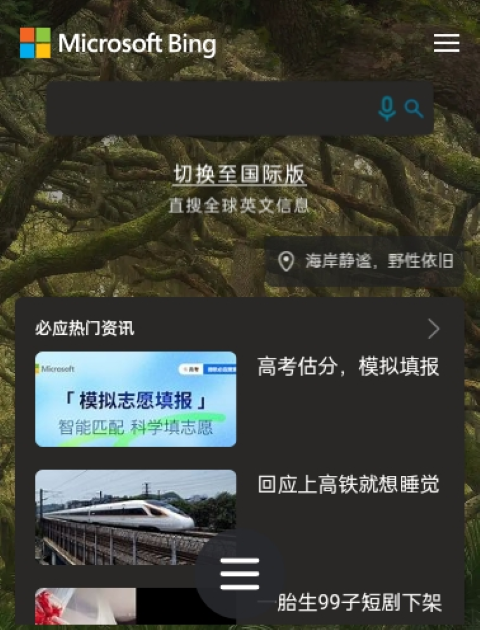 Microsoft Bing
切换至国际版
直搜全球英文信息
海岸静谧，野性依旧
必应热门资讯
Microsoft
高考
「 模拟志愿填报 」
智能匹配 科学填志愿
高考估分，模拟填报
回应上高铁就想睡觉
一胎生99子短剧下架